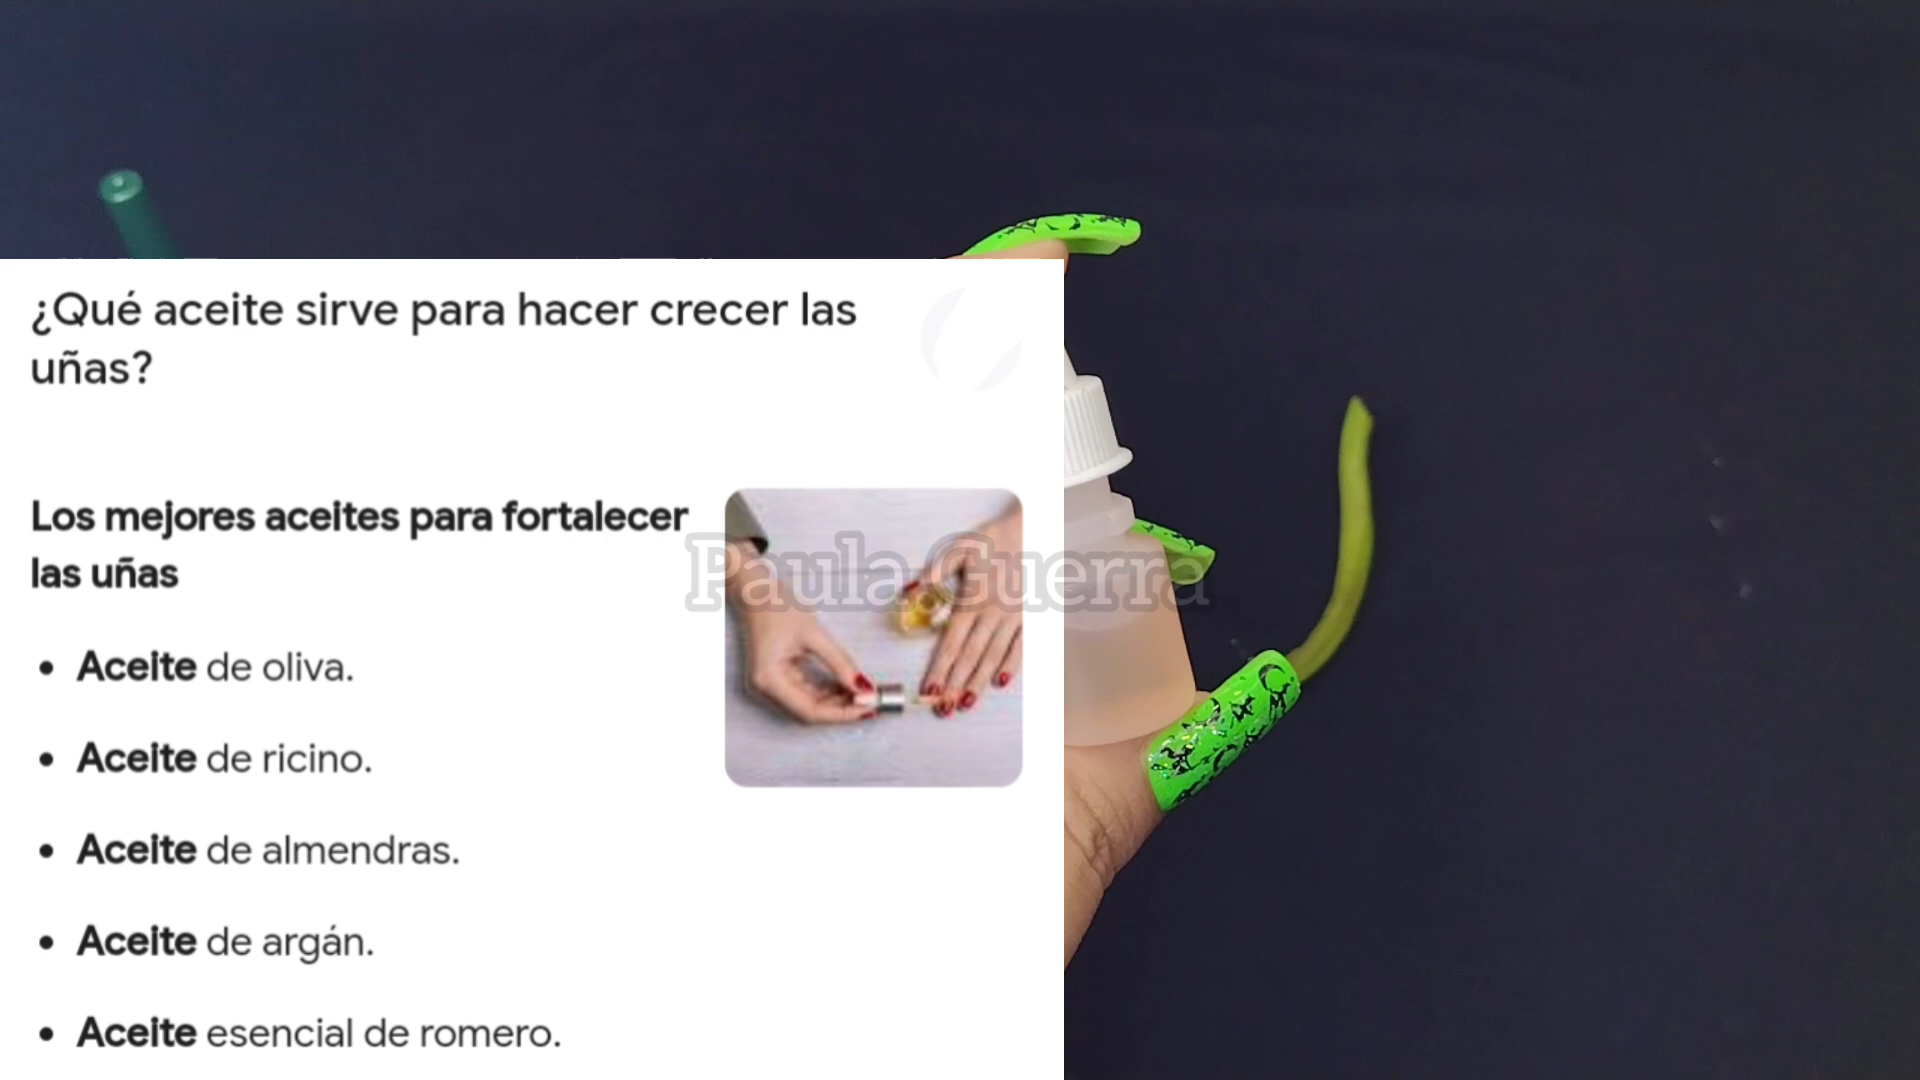 ¿Qué aceite sirve para hacer crecer las
uñas?
Los mejores aceites para fortalecer
las uñas
Paula Guerra
• Aceite de oliva.
• Aceite de ricino.
• Aceite de almendras.
• Aceite de argán.
• Aceite esencial de romero.